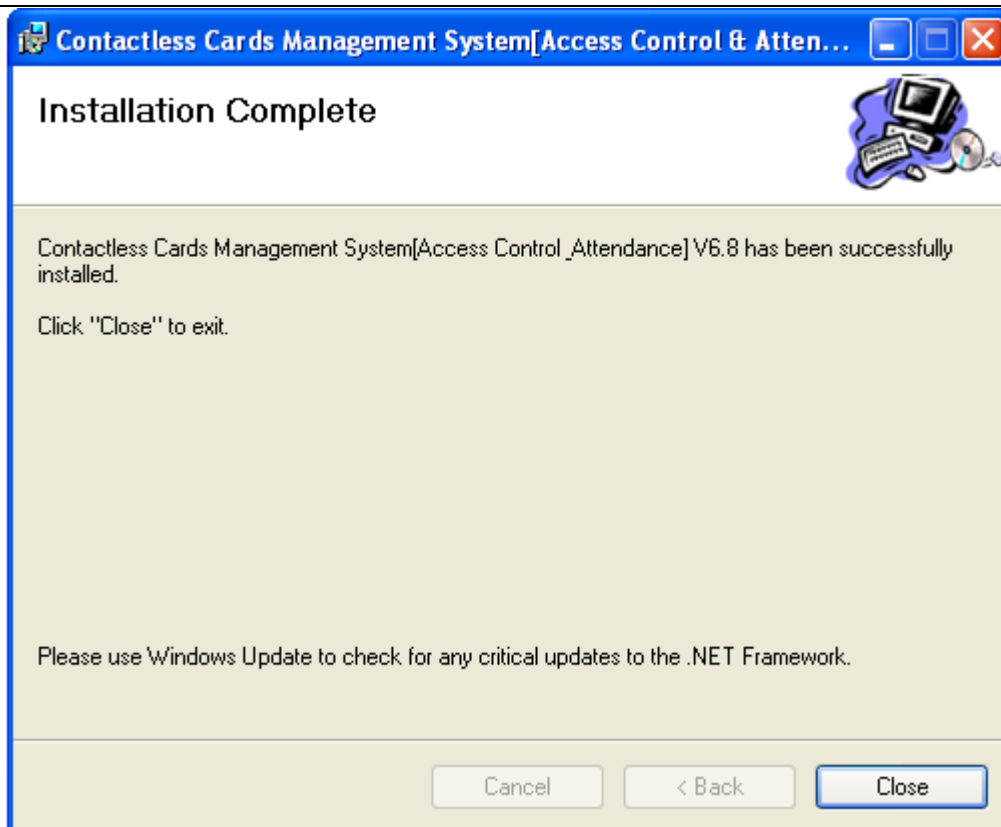 Contactless Cards Management System[Access Control & Atten...
Installation Complete
Contactless Cards Management System[Access Control _Attendance] V6.8 has been successfully
installed.
Click "Close" to exit.
Please use Windows Update to check for any critical updates to the .NET Framework.
Cancel
< Back
Close